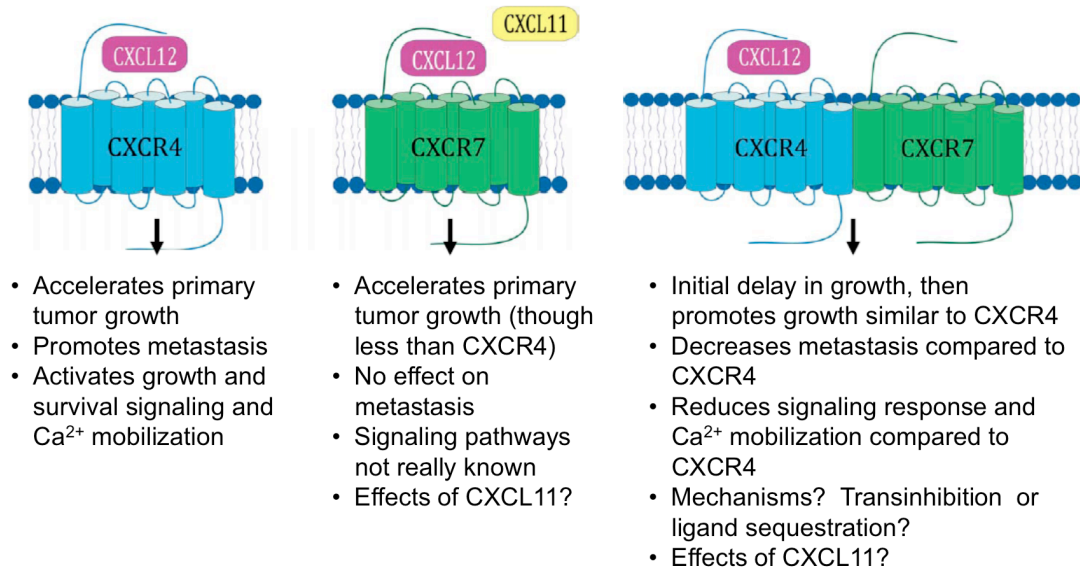 CXCL12
CXCR4
• Accelerates primary
tumor growth
• Promotes metastasis
• Activates growth and
survival signaling and
Ca²⁺ mobilization
CXCL11
CXCL12
CXCR7
• Accelerates primary
tumor growth (though
less than CXCR4)
• No effect on
metastasis
• Signaling pathways
not really known
• Effects of CXCL11?
CXCL12
CXCR4
CXCR7
• Initial delay in growth, then
promotes growth similar to CXCR4
• Decreases metastasis compared to
CXCR4
• Reduces signaling response and
Ca²⁺ mobilization compared to
CXCR4
• Mechanisms? Transinhibition or
ligand sequestration?
• Effects of CXCL11?